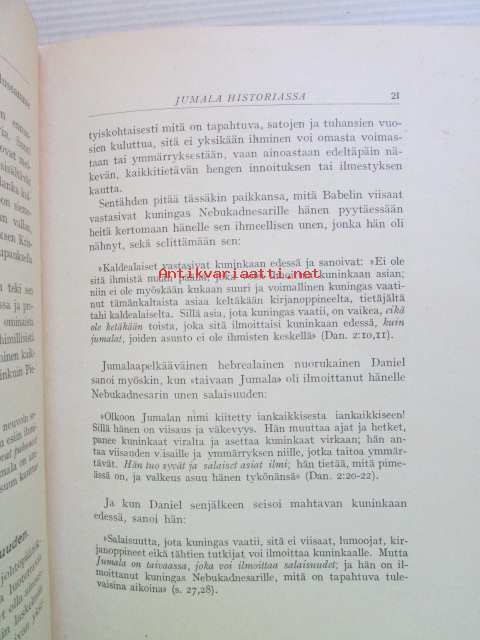 JUMALA HISTORIASSA 21
tyiskohtaisesti mitä on tapahtuva, satojen ja tuhansien vuo-
sien kuluttua, sitä ei yksikään ihminen voi omasta voimas-
taan tai ymmärryksestään, vaan ainoastaan edeltäpäin nä-
kevän, kaikkitietävän hengen innoituksen tai ilmestyksen
kautta.
Sentähden pitää tässäkin paikkansa, mitä Babelin viisaat
vastasivat kuningas Nebukadnesarille hänen pyytäessään
heitä kertomaan hänelle sen ihmeellisen unen, jonka hän oli
nähnyt, sekä selittämään sen:
»Kaldealaiset vastasivat kuninkaan edessä ja sanoivat: »Ei ole
sitä ihmistä maan päällä, joka voi ilmoittaa kuninkaan asian;
Antikvariaatti.net
niin ei ole myöskään kukaan suuri ja voimallinen kuningas vaati-
nut tämänkaltaista asiaa keltäkään kirjanoppineelta, tietäjältä
tahi kaldealaiselta. Sillä asia, jota kuningas vaatii, on vaikea, eikä
ole ketäkään toista, joka sitä ilmoittaisi kuninkaan edessä, kuin
jumalat, joiden asunto ei ole ihmisten keskellä» (Dan. 2:10,11).
Jumalaapelkääväinen hebrealainen nuorukainen Daniel
sanoi myöskin, kun »taivaan Jumala» oli ilmoittanut hänelle
Nebukadnesarin unen salaisuuden:
»Olkoon Jumalan nimi kiitetty iankaikkisesta iankaikkiseen!
Sillä hänen on viisaus ja väkevyys. Hän muuttaa ajat ja hetket,
panee kuninkaat viralta ja asettaa kuninkaat virkaan; hän an-
taa viisauden viisaille ja ymmärryksen niille, jotka taitoa ymmär-
tävät. Hän tuo syvät ja salaiset asiat ilmi; hän tietää, mitä pime-
ässä on, ja valkeus asuu hänen tykönänsä» (Dan. 2:20-22).
Ja kun Daniel senjälkeen seisoi mahtavan kuninkaan
edessä, sanoi hän:
»Salaisuutta, jota kuningas vaatii, sitä ei viisaat, lumoojat, kir-
janoppineet eikä tähtien tutkijat voi ilmoittaa kuninkaalle. Mutta
Jumala on taivaassa, joka voi ilmoittaa salaisuudet; ja hän on il-
moittanut kuningas Nebukadnesarille, mitä on tapahtuva tule-
vaisina aikoina» (s. 27,28).